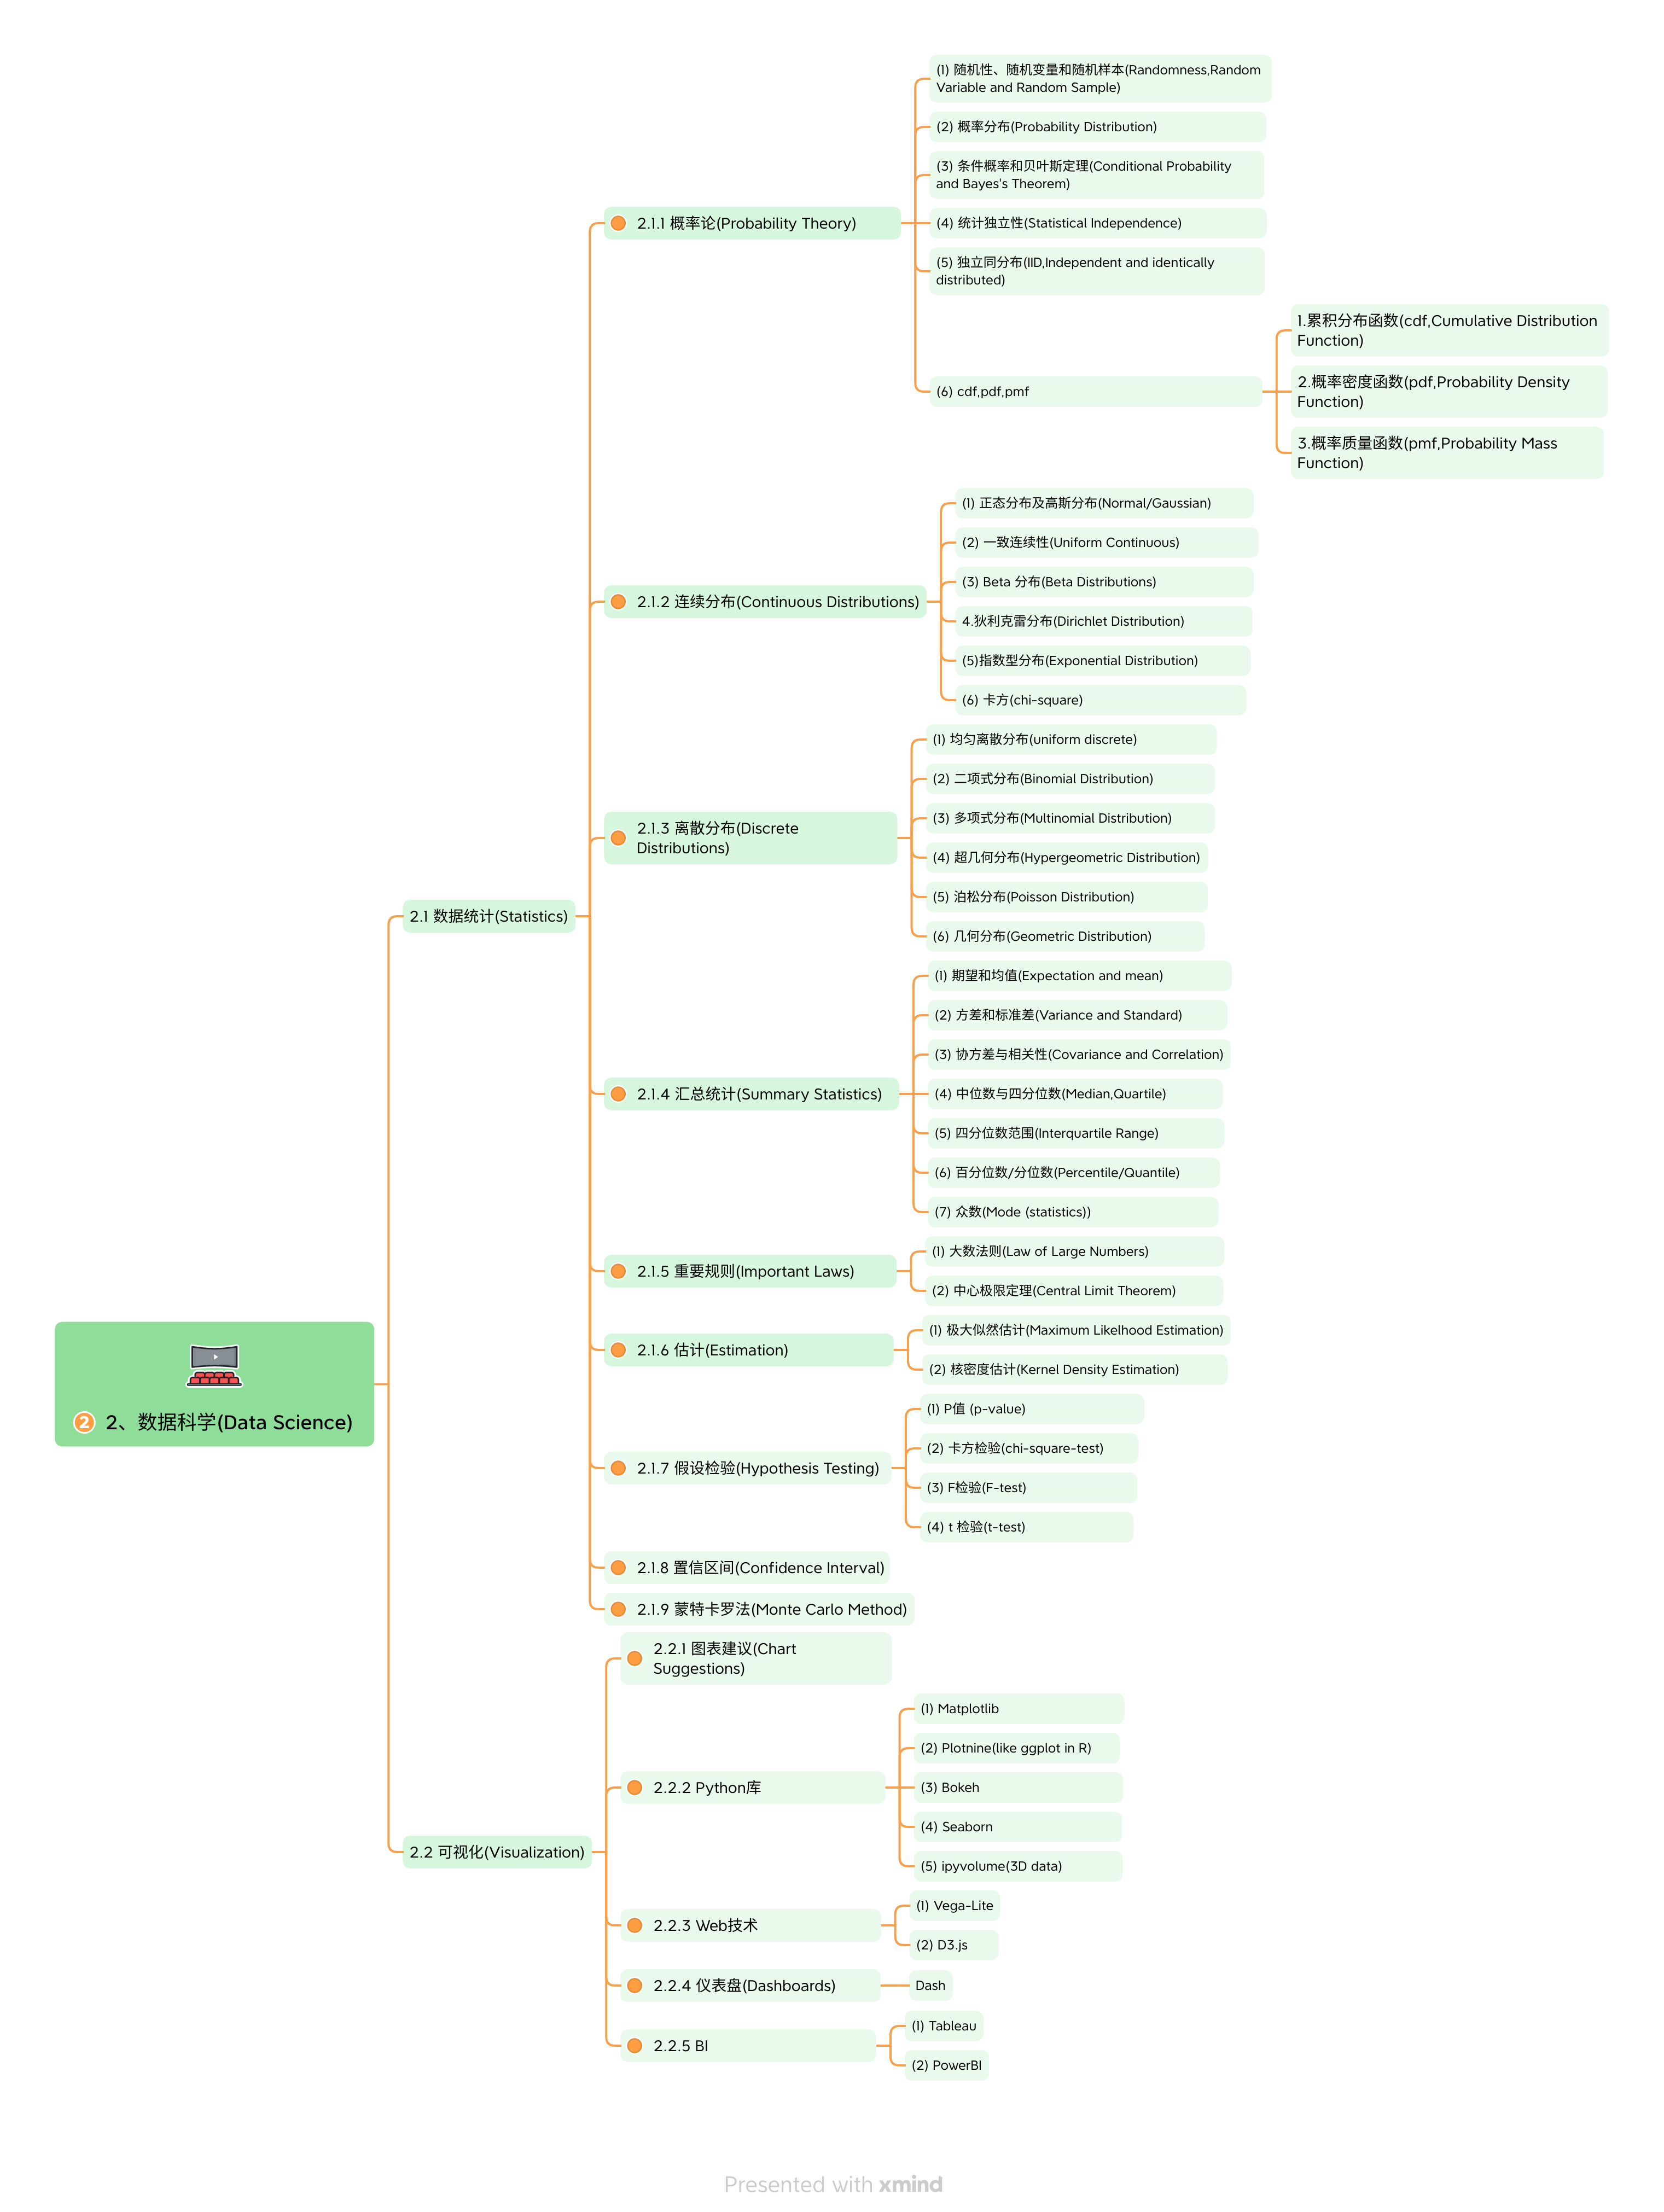 (1) 随机性、随机变量和随机样本(Randomness,Random
Variable and Random Sample)
(2) 概率分布(Probability Distribution)
(3) 条件概率和贝叶斯定理(Conditional Probability
and Bayes's Theorem)
2.1.1 概率论(Probability Theory)
(4) 统计独立性(Statistical Independence)
(5) 独立同分布(IID,Independent and identically
distributed)
(6) cdf,pdf,pmf
1.累积分布函数(cdf,Cumulative Distribution
Function)
2.概率密度函数(pdf,Probability Density
Function)
3.概率质量函数(pmf,Probability Mass
Function)
2.1.2 连续分布(Continuous Distributions)
(1) 正态分布及高斯分布(Normal/Gaussian)
(2) 一致连续性(Uniform Continuous)
(3) Beta 分布(Beta Distributions)
4.狄利克雷分布(Dirichlet Distribution)
(5)指数型分布(Exponential Distribution)
(6) 卡方(chi-square)
2.1.3 离散分布(Discrete
Distributions)
(1) 均匀离散分布(uniform discrete)
(2) 二项式分布(Binomial Distribution)
(3) 多项式分布(Multinomial Distribution)
(4) 超几何分布(Hypergeometric Distribution)
(5) 泊松分布(Poisson Distribution)
(6) 几何分布(Geometric Distribution)
2.1 数据统计(Statistics)
2.1.4 汇总统计(Summary Statistics)
(1) 期望和均值(Expectation and mean)
(2) 方差和标准差(Variance and Standard)
(3) 协方差与相关性(Covariance and Correlation)
(4) 中位数与四分位数(Median,Quartile)
(5) 四分位数范围(Interquartile Range)
(6) 百分位数/分位数(Percentile/Quantile)
(7) 众数(Mode (statistics))
2.1.5 重要规则(Important Laws)
(1) 大数法则(Law of Large Numbers)
(2) 中心极限定理(Central Limit Theorem)
2.1.6 估计(Estimation)
(1) 极大似然估计(Maximum Likelhood Estimation)
(2) 核密度估计(Kernel Density Estimation)
2 2、数据科学(Data Science)
2.1.7 假设检验(Hypothesis Testing)
(1) P值 (p-value)
(2) 卡方检验(chi-square-test)
(3) F检验(F-test)
(4) t 检验(t-test)
2.1.8 置信区间(Confidence Interval)
2.1.9 蒙特卡罗法(Monte Carlo Method)
2.2 可视化(Visualization)
2.2.1 图表建议(Chart
Suggestions)
2.2.2 Python库
(1) Matplotlib
(2) Plotnine(like ggplot in R)
(3) Bokeh
(4) Seaborn
(5) ipyvolume(3D data)
2.2.3 Web技术
(1) Vega-Lite
(2) D3.js
2.2.4 仪表盘(Dashboards)
Dash
2.2.5 BI
(1) Tableau
(2) PowerBI
Presented with xmind